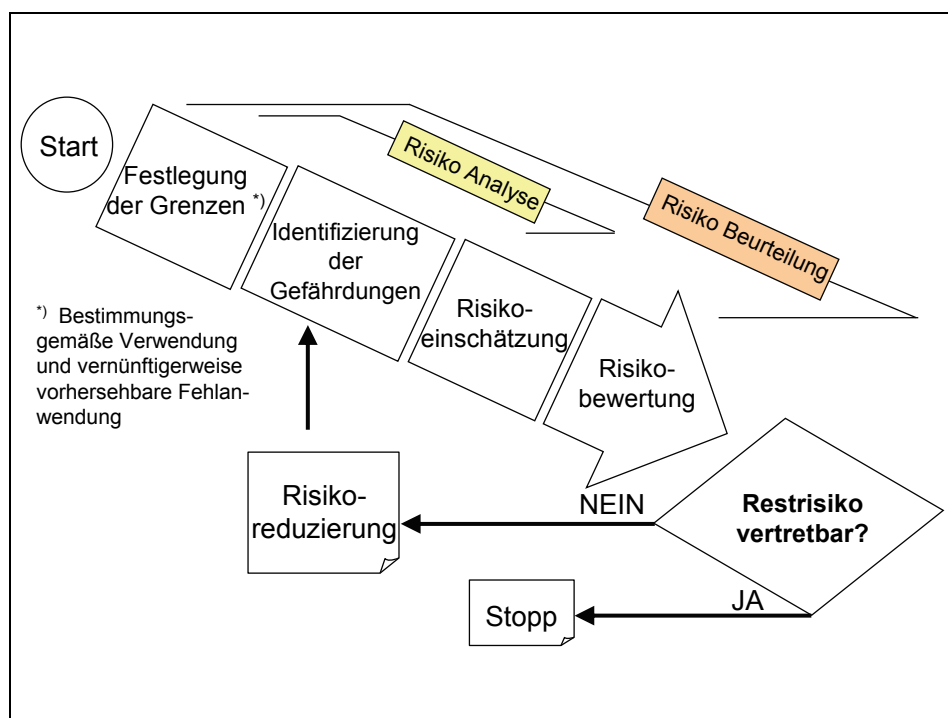 Start
Festlegung
der Grenzen *)
Risiko Analyse
Risiko Beurteilung
Identifizierung
der
Gefährdungen
Risiko-
einschätzung
Risiko-
bewertung
*) Bestimmungs-
gemäße Verwendung
und vernünftigerweise
vorhersehbare Fehlan-
wendung
Restrisiko
vertretbar?
NEIN
Risiko-
reduzierung
JA
Stopp